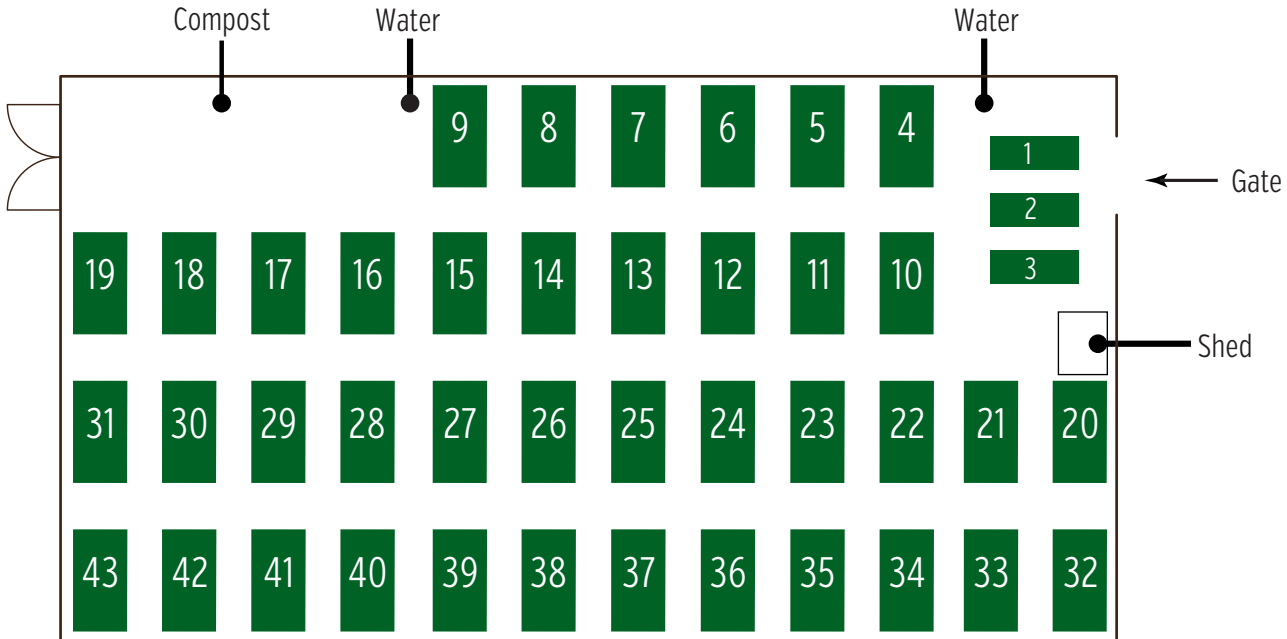 Compost Water Water
9 8 7 6 5 4
1
Gate
2
3
19 18 17 16 15 14 13 12 11 10
Shed
31 30 29 28 27 26 25 24 23 22 21 20
43 42 41 40 39 38 37 36 35 34 33 32